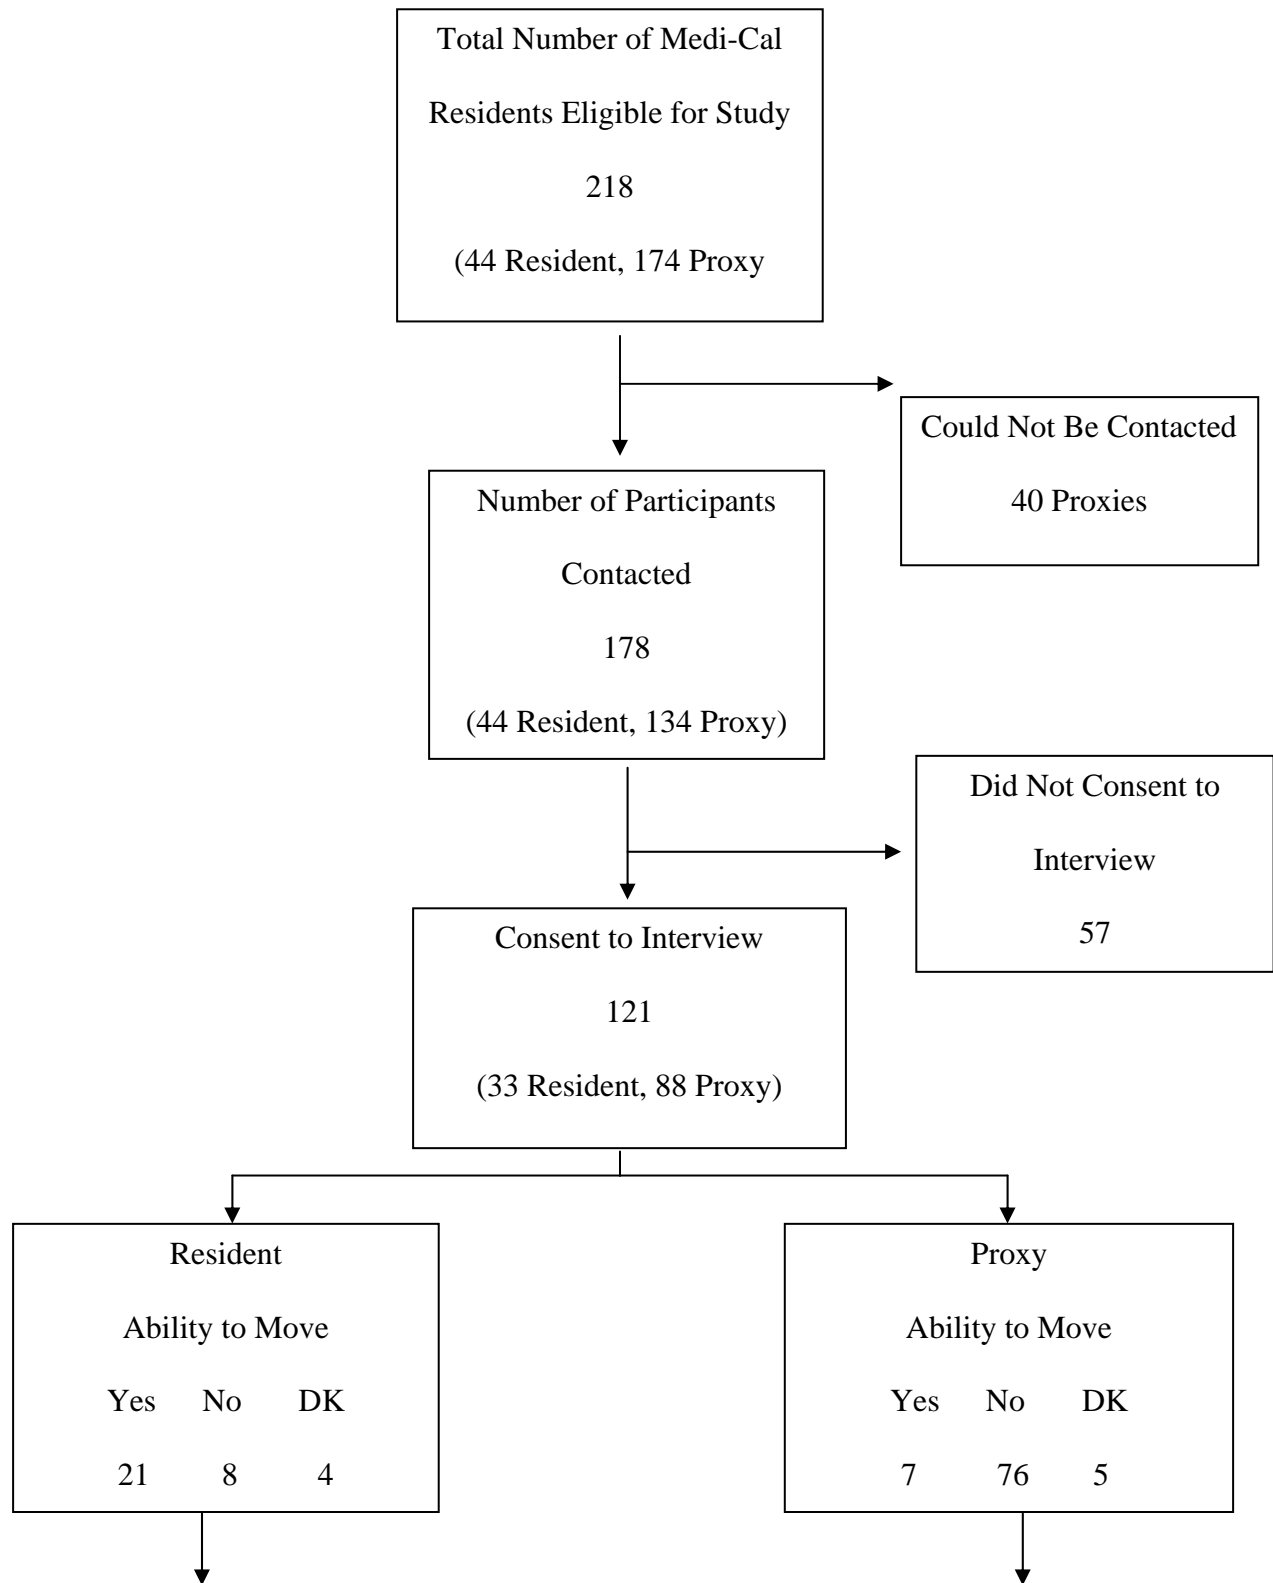 Total Number of Medi-Cal
Residents Eligible for Study
218
(44 Resident, 174 Proxy
Could Not Be Contacted
40 Proxies
Number of Participants
Contacted
178
(44 Resident, 134 Proxy)
Did Not Consent to
Interview
57
Consent to Interview
121
(33 Resident, 88 Proxy)
Resident
Ability to Move
Yes No DK
21 8 4
Proxy
Ability to Move
Yes No DK
7 76 5